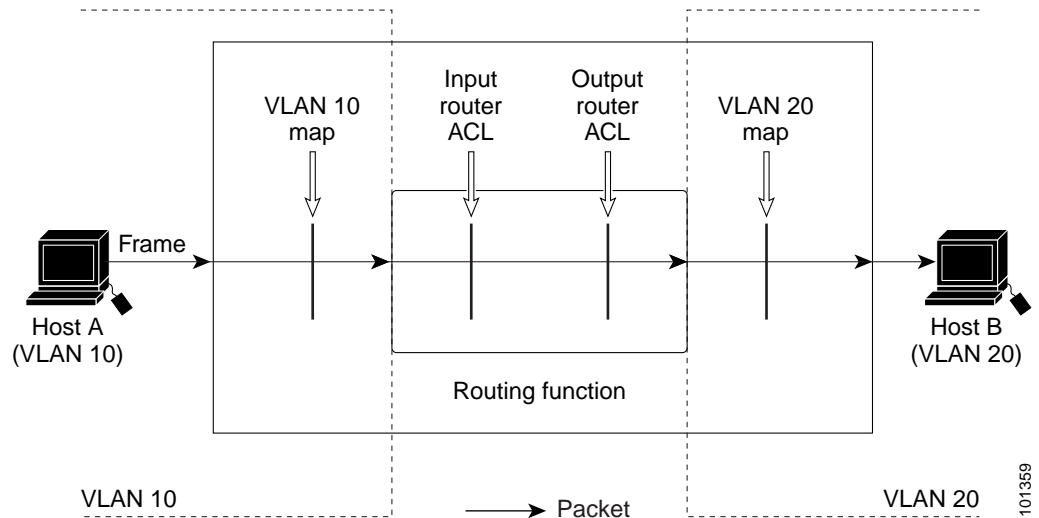 VLAN 10
map
Input
router
ACL
Output
router
ACL
VLAN 20
map
Frame
Host A
(VLAN 10)
Host B
(VLAN 20)
Routing function
VLAN 10
Packet
VLAN 20
101359